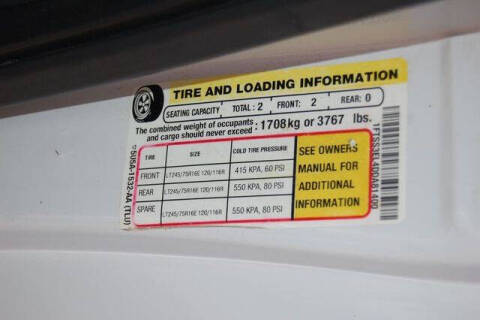 TIRE AND LOADING INFORMATION
SEATING CAPACITY TOTAL : 2 FRONT: 2 REAR: 0
The combined weight of occupants and cargo should never exceed : 1708kg or 3767 lbs.
TIRE SIZE COLD TIRE PRESSURE
FRONT LT245/75R16E 120/116R 415 KPA, 60 PSI
REAR LT245/75R16E 120/116R 550 KPA, 80 PSI
SPARE LT245/75R16E 120/116R 550 KPA, 80 PSI
SEE OWNERS
MANUAL FOR
ADDITIONAL
INFORMATION